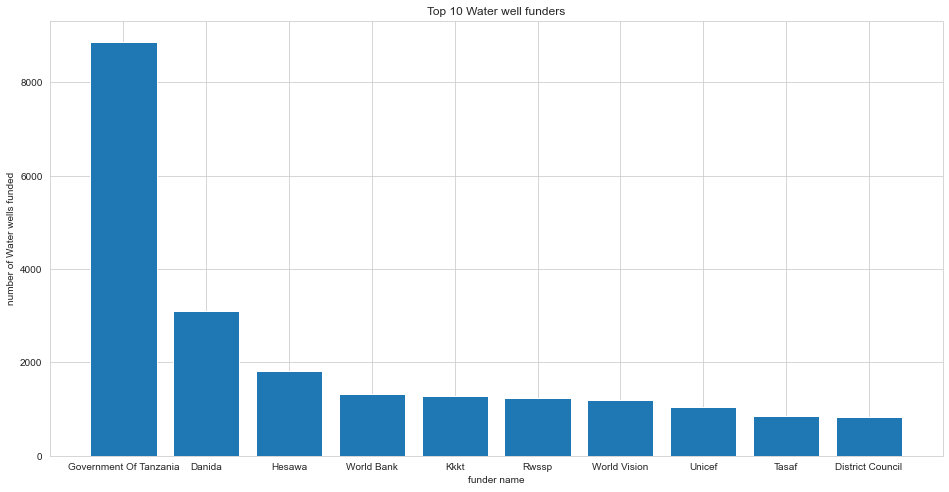 Top 10 Water well funders
number of Water wells funded
8000
6000
4000
2000
0
Government Of Tanzania Danida Hesawa World Bank Kkkt Rwssp World Vision Unicef Tasaf District Council
funder name